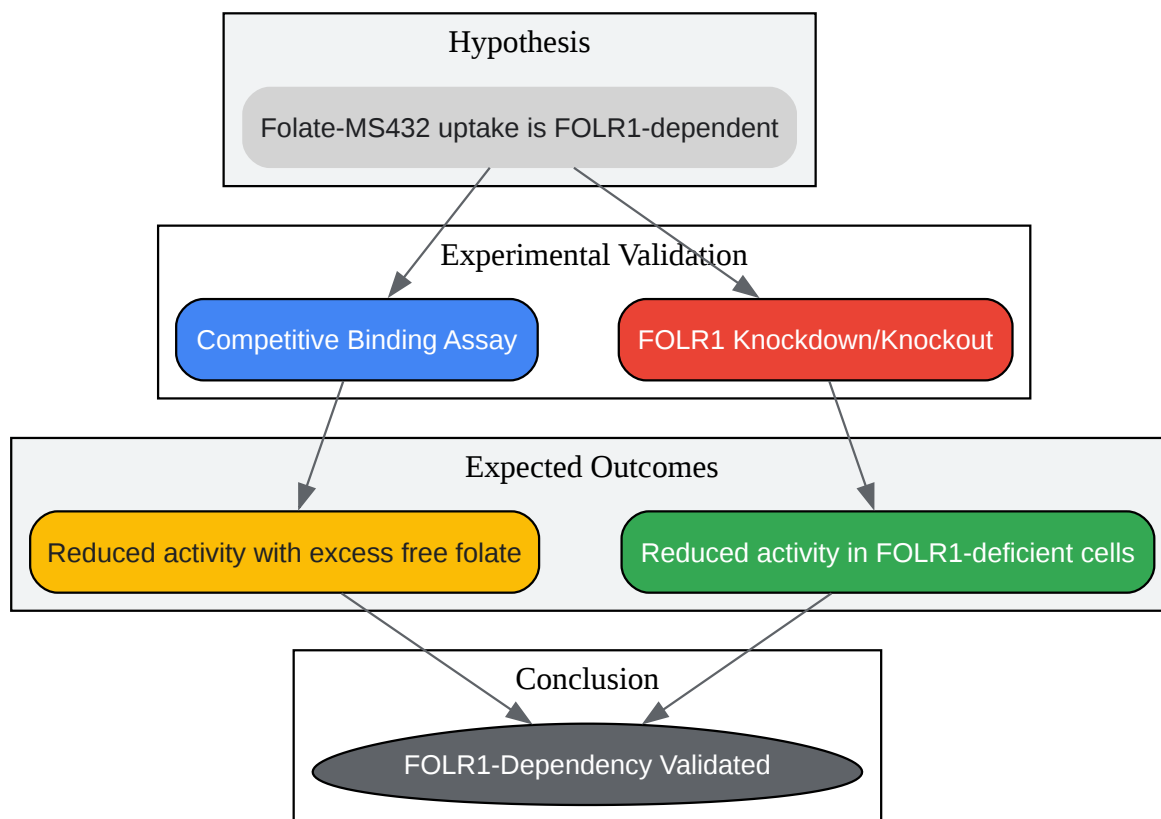 Hypothesis
Folate-MS432 uptake is FOLR1-dependent
Experimental Validation
Competitive Binding Assay
FOLR1 Knockdown/Knockout
Expected Outcomes
Reduced activity with excess free folate
Reduced activity in FOLR1-deficient cells
Conclusion
FOLR1-Dependency Validated